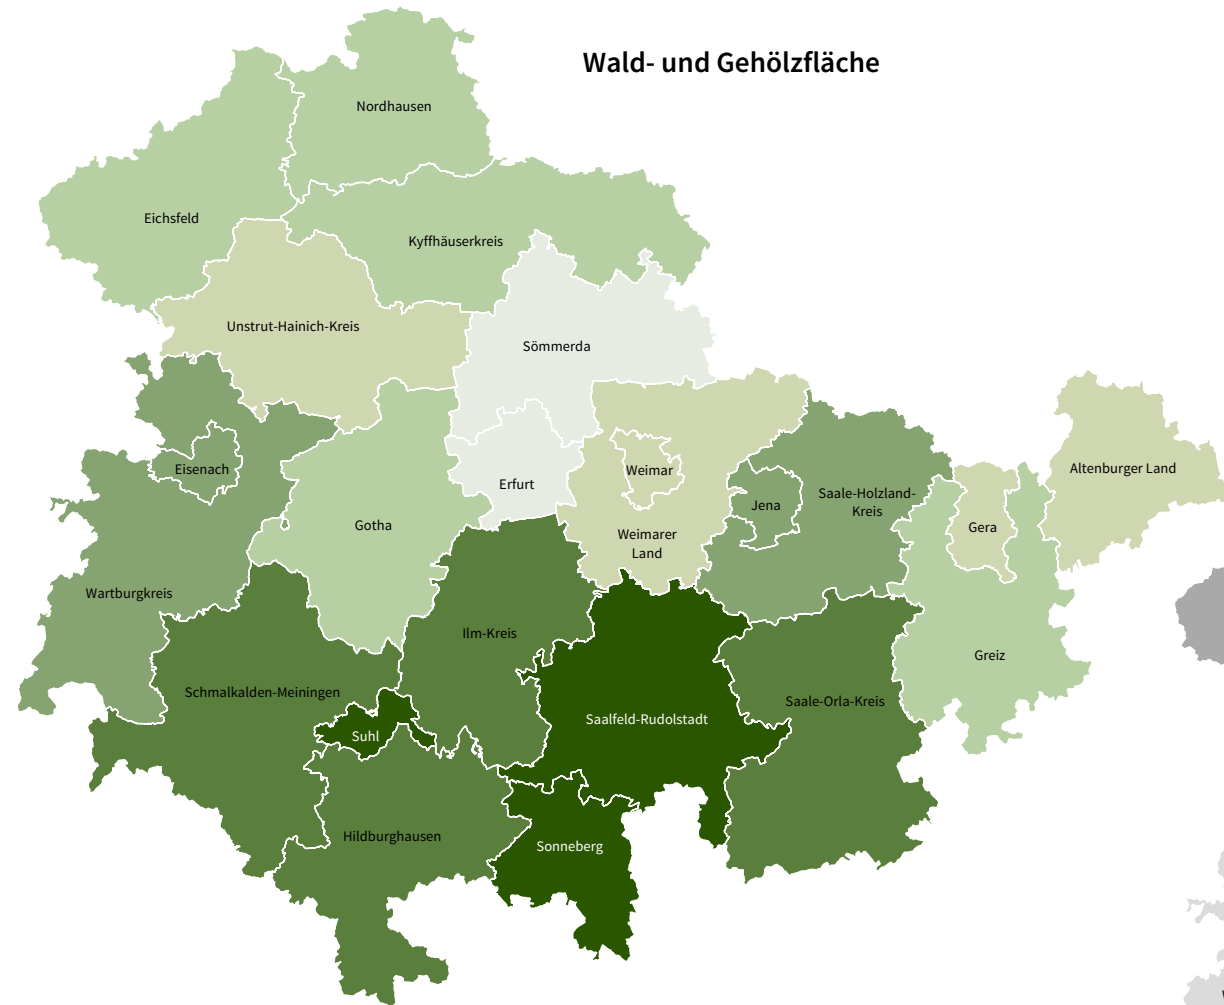 Wald- und Gehölzfläche
Nordhausen
Eichsfeld
Kyffhäuserkreis
Unstrut-Hainich-Kreis
Sömmerda
Eisenach
Erfurt
Weimar
Altenburger Land
Gotha
Jena
Saale-Holzland-
Kreis
Gera
Weimarer
Land
Wartburgkreis
Ilm-Kreis
Greiz
Schmalkalden-Meiningen
Saale-Orla-Kreis
Saalfeld-Rudolstadt
Suhl
Hildburghausen
Sonneberg